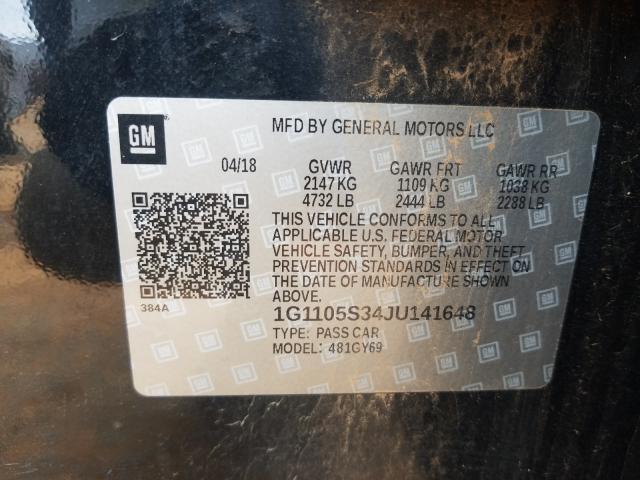 GM
MFD BY GENERAL MOTORS LLC
04/18 GVWR GAWR FRT GAWR RR
2147 KG 1109 KG 1038 KG
4732 LB 2444 LB 2288 LB
THIS VEHICLE CONFORMS TO ALL
APPLICABLE U.S. FEDERAL MOTOR
VEHICLE SAFETY, BUMPER, AND THEFT
PREVENTION STANDARDS IN EFFECT ON
THE DATE OF MANUFACTURE SHOWN
ABOVE.
384A
1G1105S34JU141648
TYPE: PASS CAR
MODEL: 481GY69